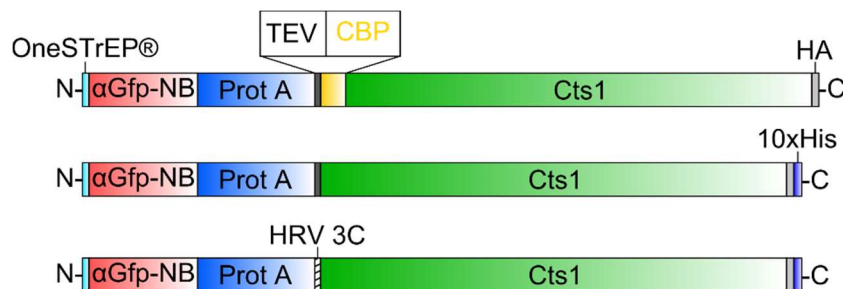 TEV CBP
OneSTrEP® HA
N- αGfp-NB Prot A Cts1 -C
10xHis
N- αGfp-NB Prot A Cts1 -C
HRV 3C
N- αGfp-NB Prot A Cts1 -C